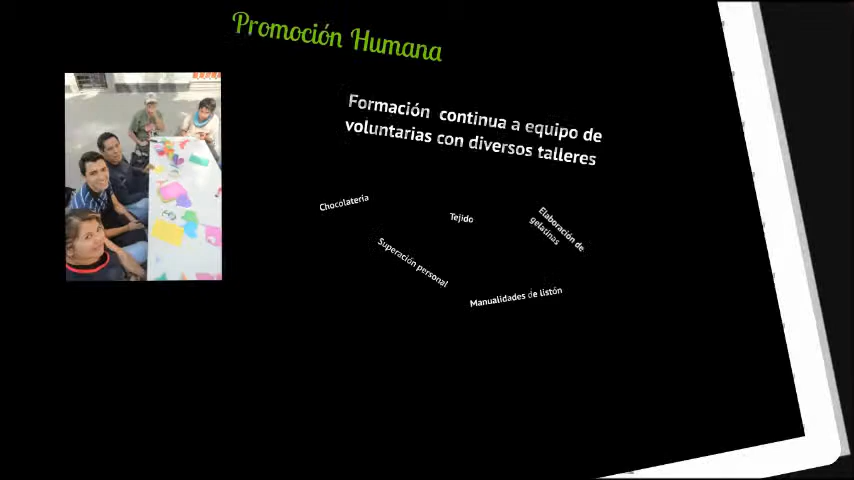 Promoción Humana
Formación continua a equipo de
voluntarias con diversos talleres
Chocolatería
Tejido
Elaboración de
gelatinas
Superación personal
Manualidades de listón